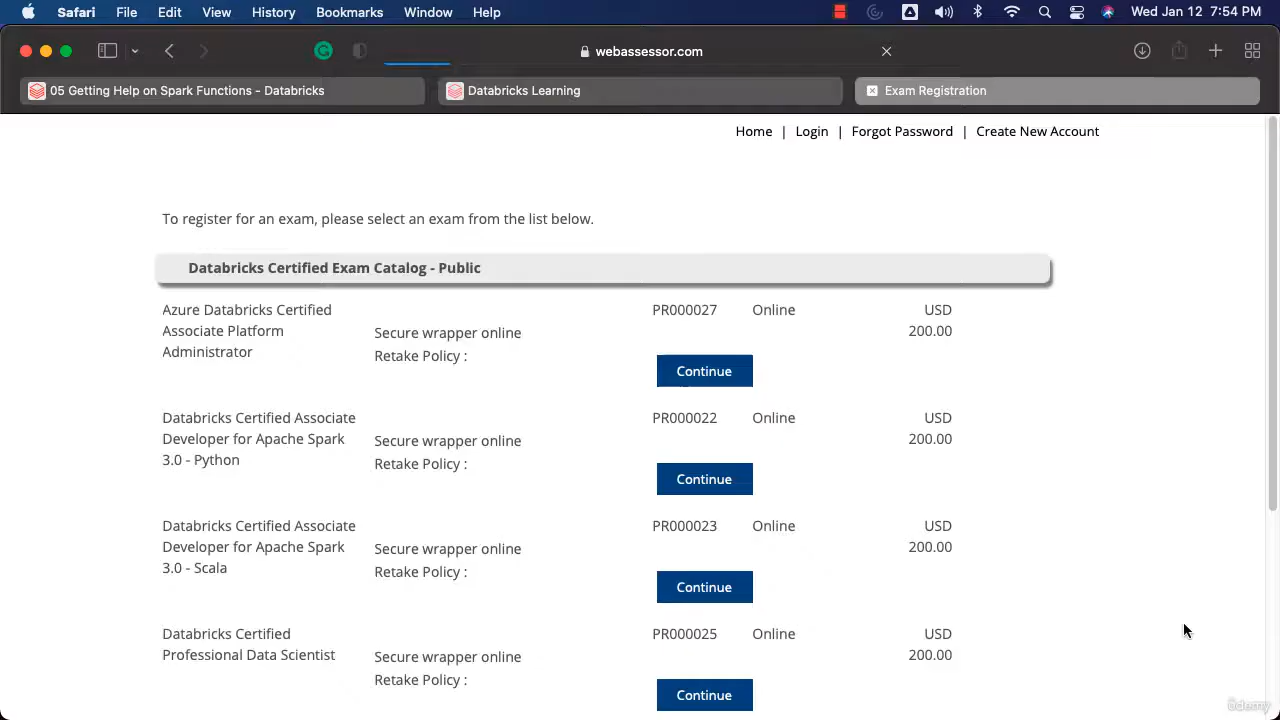 Safari File Edit View History Bookmarks Window Help Wed Jan 12 7:54 PM
webassessor.com
05 Getting Help on Spark Functions - Databricks
Databricks Learning
Exam Registration
Home | Login | Forgot Password | Create New Account
To register for an exam, please select an exam from the list below.
Databricks Certified Exam Catalog - Public
Azure Databricks Certified
Associate Platform
Administrator
Secure wrapper online
Retake Policy :
PR000027 Online USD
200.00
Continue
Databricks Certified Associate
Developer for Apache Spark
3.0 - Python
Secure wrapper online
Retake Policy :
PR000022 Online USD
200.00
Continue
Databricks Certified Associate
Developer for Apache Spark
3.0 - Scala
Secure wrapper online
Retake Policy :
PR000023 Online USD
200.00
Continue
Databricks Certified
Professional Data Scientist
Secure wrapper online
Retake Policy :
PR000025 Online USD
200.00
Continue
ûdemy